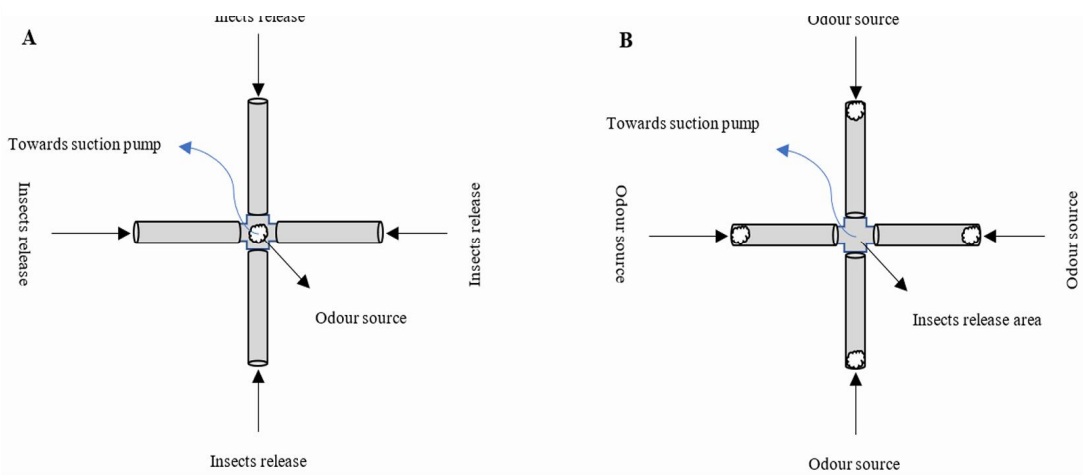 Inects release
A
Towards suction pump
Insects release
Insects release
Odour source
Insects release
Odour source
B
Towards suction pump
Odour source
Odour source
Insects release area
Odour source